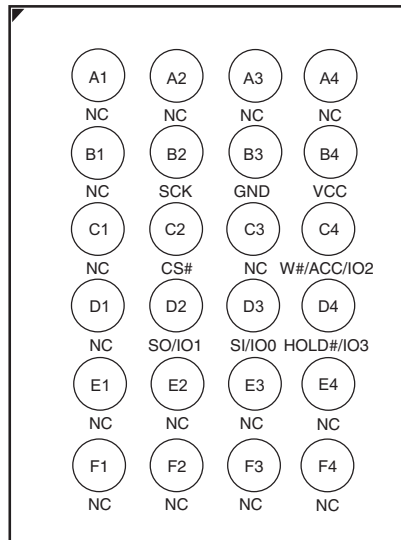 A1 A2 A3 A4
NC NC NC NC
B1 B2 B3 B4
NC SCK GND VCC
C1 C2 C3 C4
NC CS# NC W#/ACC/IO2
D1 D2 D3 D4
NC SO/IO1 SI/IO0 HOLD#/IO3
E1 E2 E3 E4
NC NC NC NC
F1 F2 F3 F4
NC NC NC NC